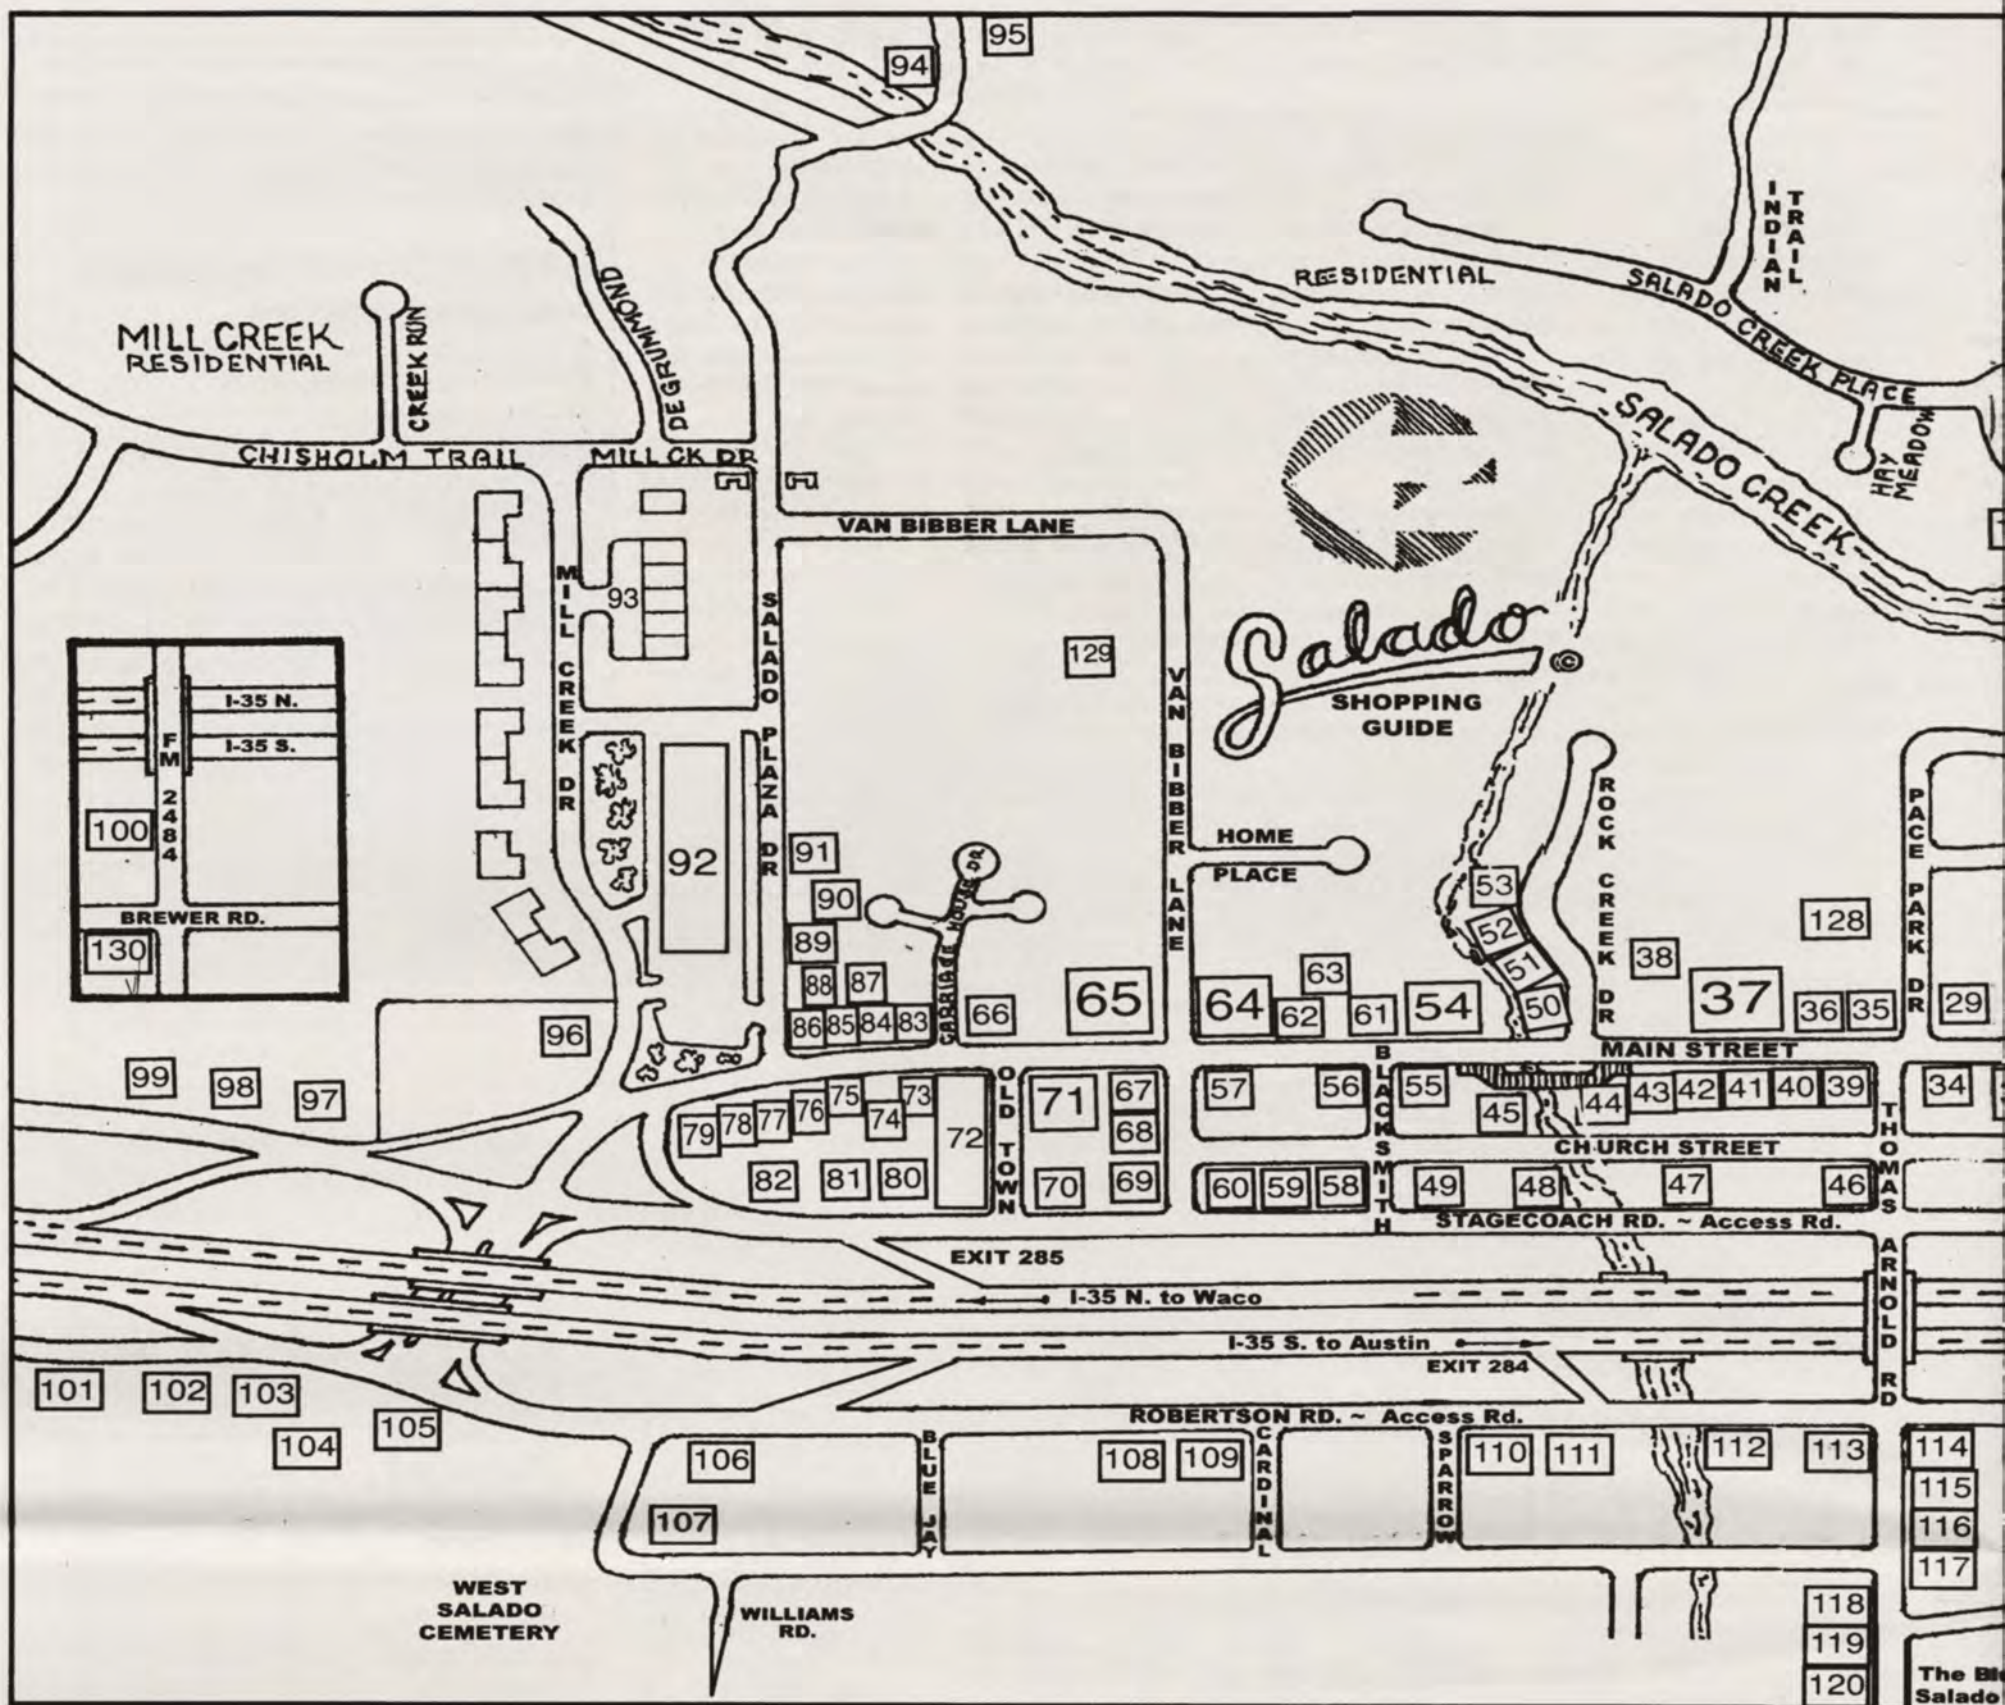 95
94
INDIAN
TRAIL
RESIDENTIAL
SALADO CREEK PLACE
MILL CREEK
RESIDENTIAL
CREEK RUN
DEGRUMMOND
HAY
MEADOW
SALADO CREEK
CHISHOLM TRAIL
MILL CK DR
VAN BIBBER LANE
MILL CREEK DR
93
SALADO PLAZA DR
129
VAN BIBBER LANE
Salado ©
SHOPPING
GUIDE
I-35 N.
I-35 S.
FM 2484
100
BREWER RD.
130
92
91
90
89
88
87
86
85
84
83
CARRIAGE HOUSE DR
66
65
HOME
PLACE
64
63
62
61
54
53
52
51
50
ROCK CREEK DR
38
37
128
36
35
PACE PARK DR
29
96
99
98
97
MAIN STREET
79
78
77
76
75
74
73
72
82
81
80
OLD TOWN
71
67
68
70
69
57
56
BLACKSMITH
55
45
44
43
42
41
40
39
34
CHURCH STREET
60
59
58
49
48
47
46
THOMAS ARNOLD RD
STAGECOACH RD. ~ Access Rd.
EXIT 285
I-35 N. to Waco
I-35 S. to Austin
EXIT 284
101
102
103
104
105
ROBERTSON RD. ~ Access Rd.
106
107
BLUE JAY
108
109
CARDINAL
SPARROW
110
111
112
113
114
115
116
117
118
119
120
WEST
SALADO
CEMETERY
WILLIAMS
RD.
The
Salado